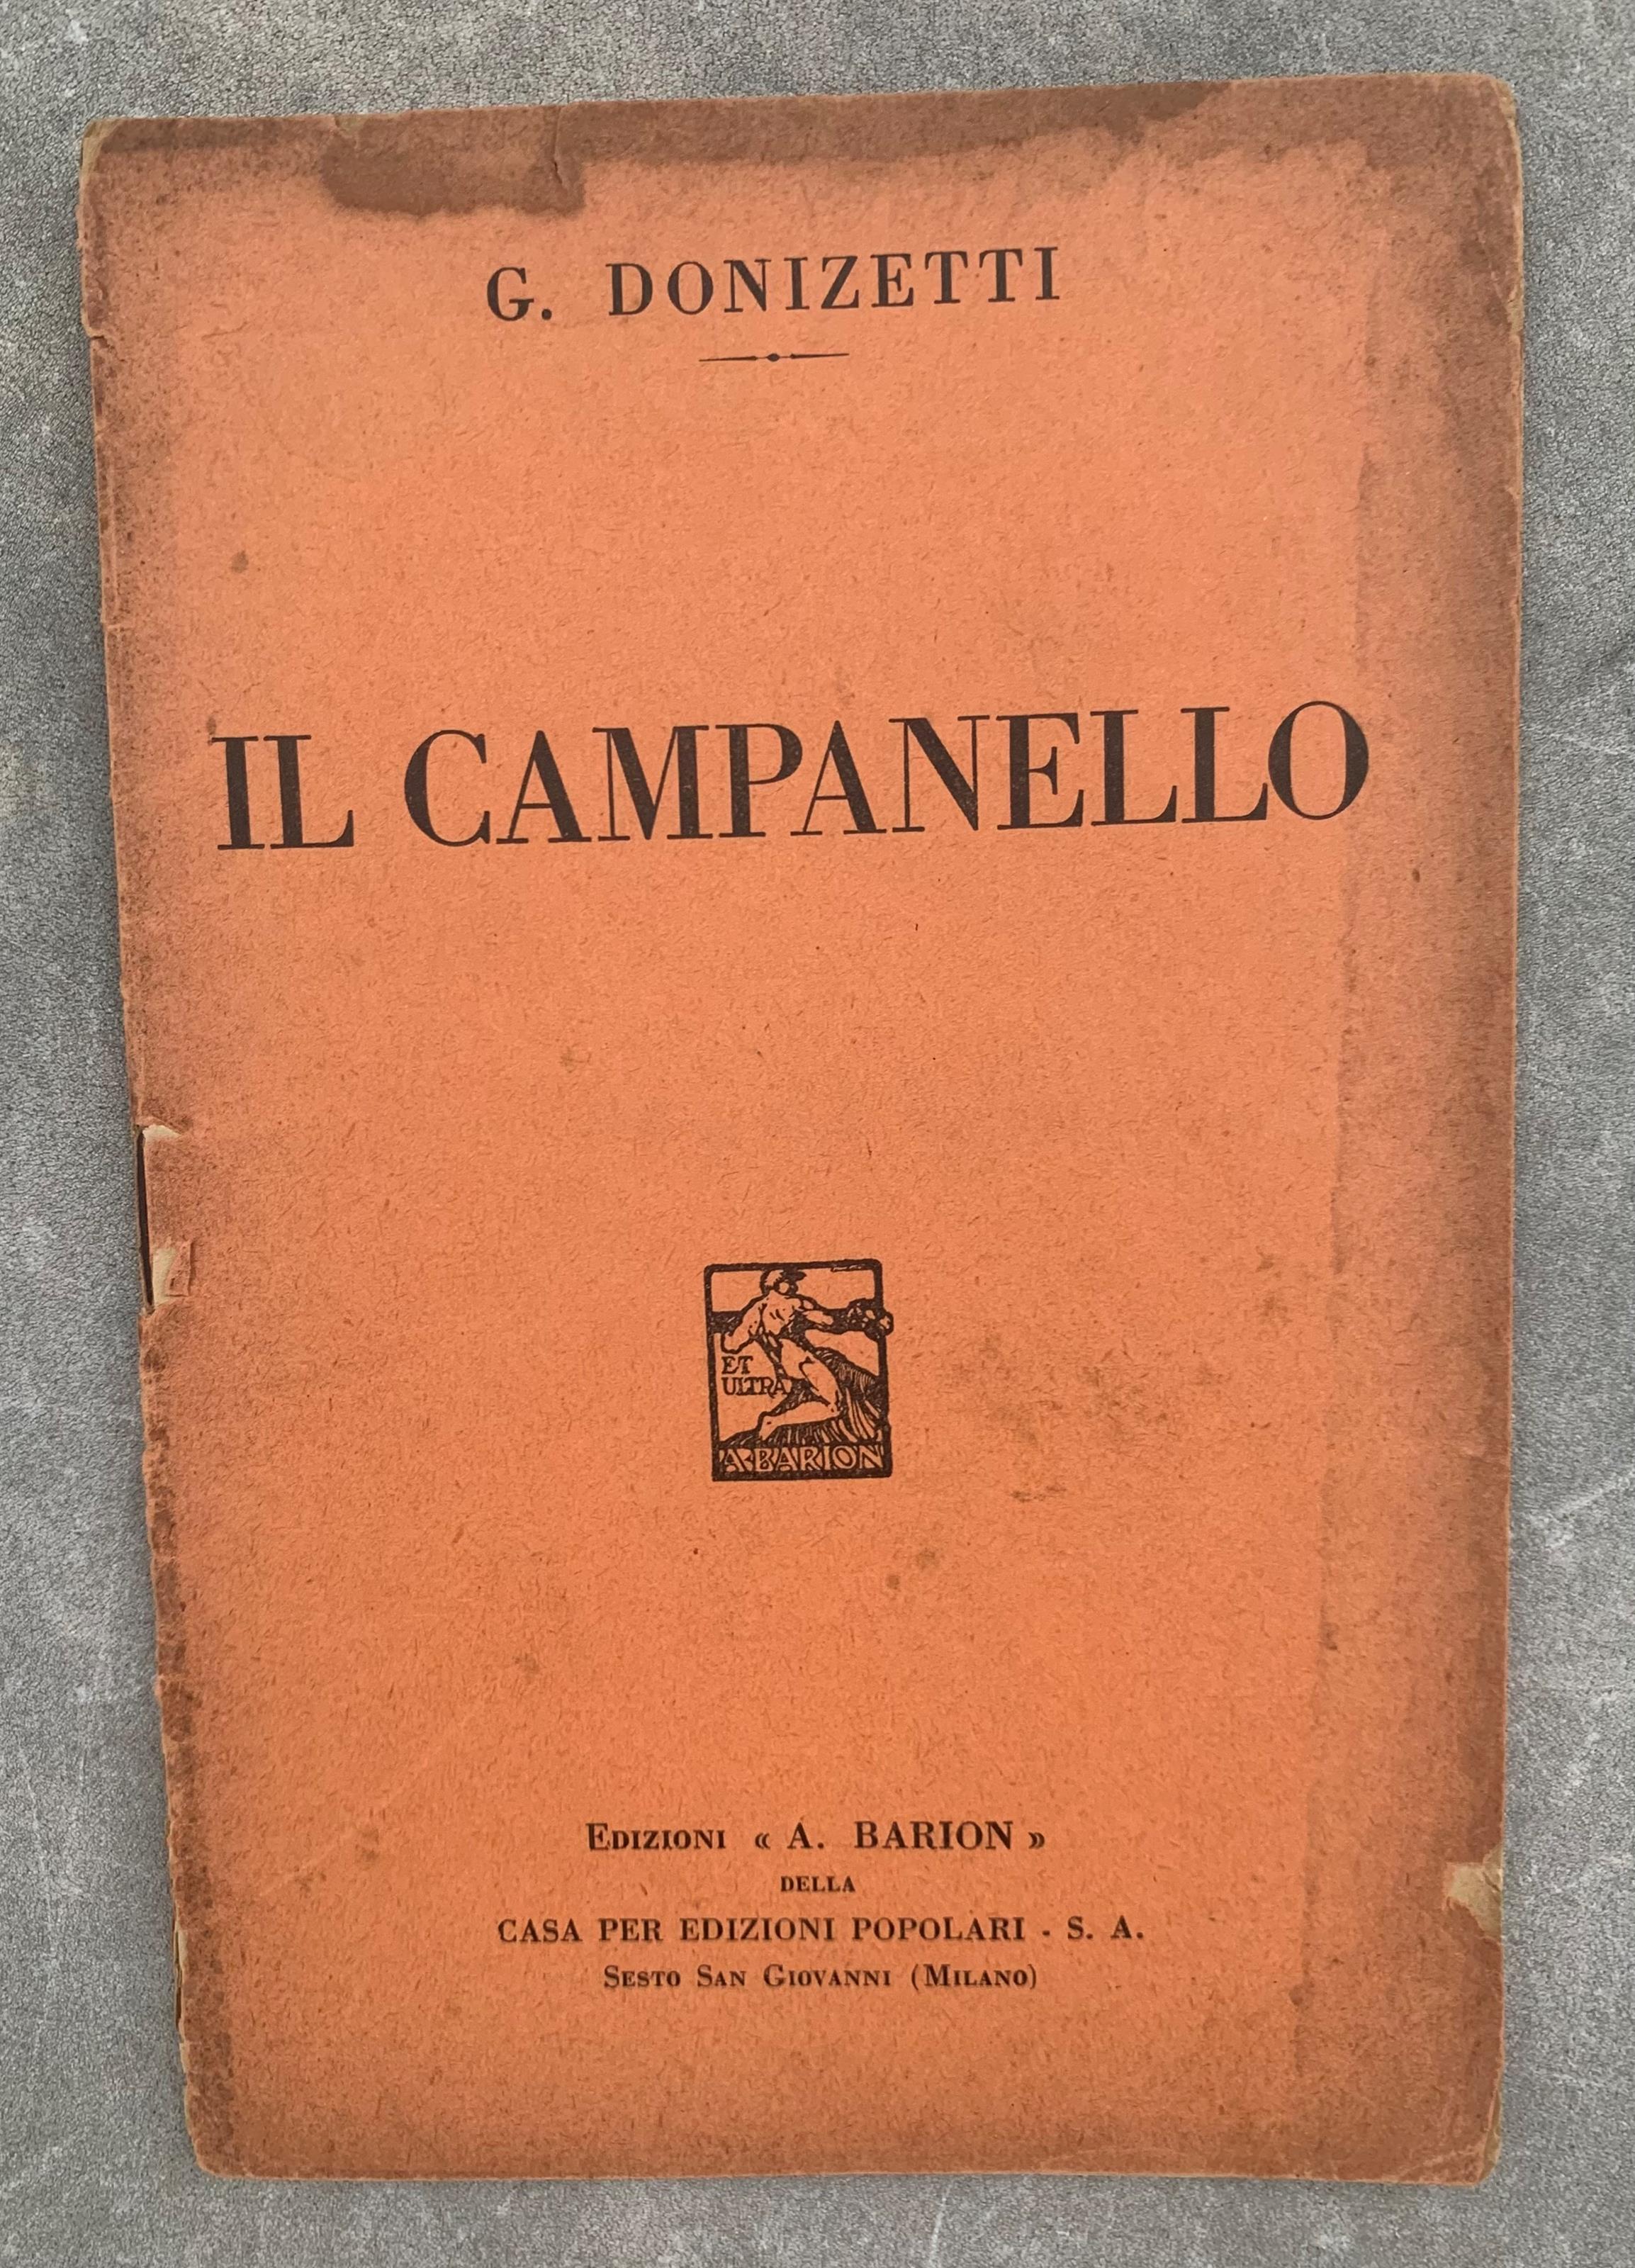 G. DONIZETTI
IL CAMPANELLO
ET
ULTRA
A·BARION
EDIZIONI « A. BARION »
DELLA
CASA PER EDIZIONI POPOLARI - S. A.
SESTO SAN GIOVANNI (MILANO)